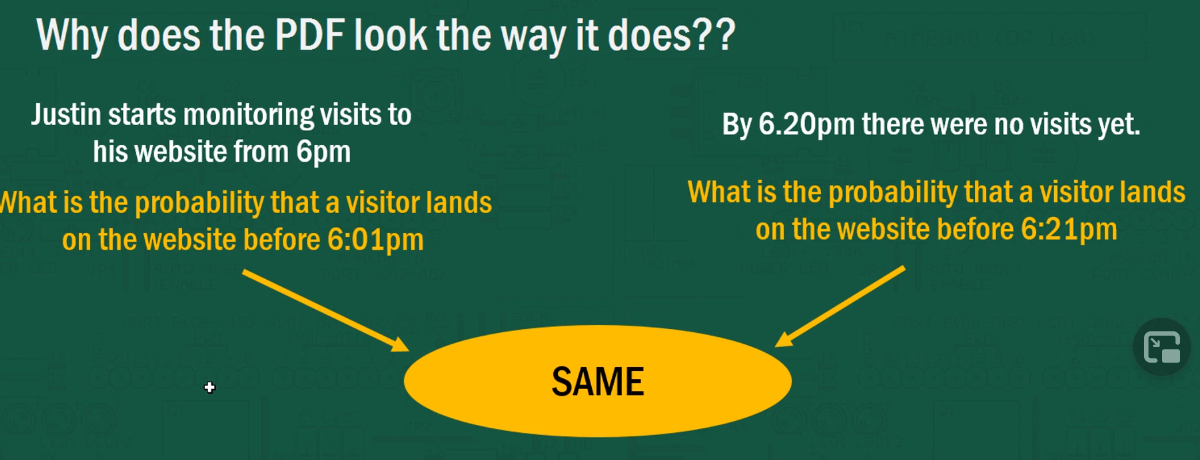 Why does the PDF look the way it does??
Justin starts monitoring visits to
his website from 6pm
What is the probability that a visitor lands
on the website before 6:01pm
By 6.20pm there were no visits yet.
What is the probability that a visitor lands
on the website before 6:21pm
SAME